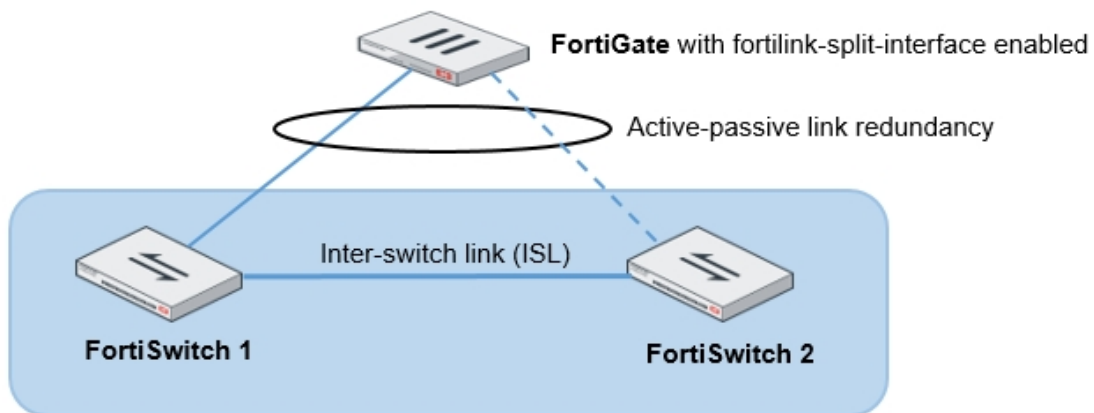 FortiGate with fortilink-split-interface enabled
Active-passive link redundancy
Inter-switch link (ISL)
FortiSwitch 1
FortiSwitch 2